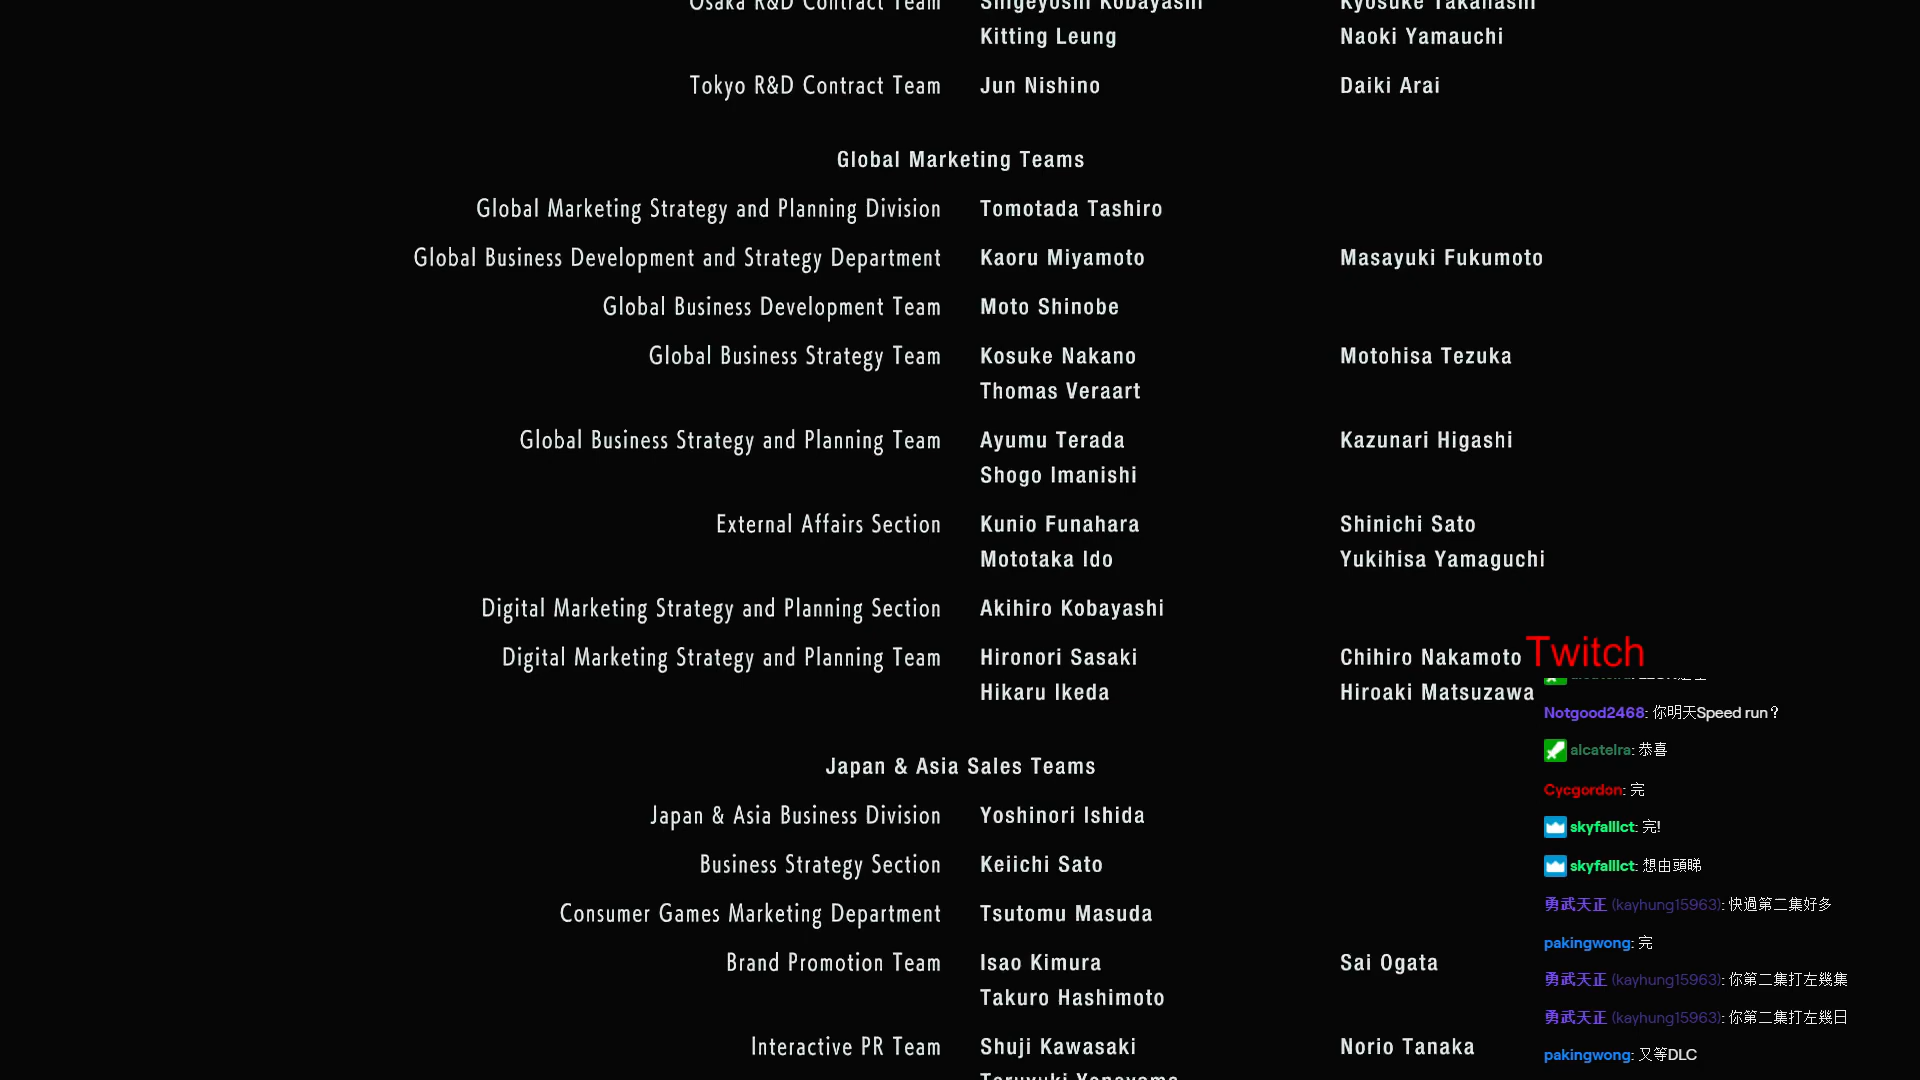 Osaka R&D Contract Team Shigeyoshi Kobayashi Kyosuke Takahashi
Kitting Leung Naoki Yamauchi
Tokyo R&D Contract Team Jun Nishino Daiki Arai
Global Marketing Teams
Global Marketing Strategy and Planning Division Tomotada Tashiro
Global Business Development and Strategy Department Kaoru Miyamoto Masayuki Fukumoto
Global Business Development Team Moto Shinobe
Global Business Strategy Team Kosuke Nakano Motohisa Tezuka
Thomas Veraart
Global Business Strategy and Planning Team Ayumu Terada Kazunari Higashi
Shogo Imanishi
External Affairs Section Kunio Funahara Shinichi Sato
Mototaka Ido Yukihisa Yamaguchi
Digital Marketing Strategy and Planning Section Akihiro Kobayashi
Digital Marketing Strategy and Planning Team Hironori Sasaki Chihiro Nakamoto
Hikaru Ikeda Hiroaki Matsuzawa
Japan & Asia Sales Teams
Japan & Asia Business Division Yoshinori Ishida
Business Strategy Section Keiichi Sato
Consumer Games Marketing Department Tsutomu Masuda
Brand Promotion Team Isao Kimura Sai Ogata
Takuro Hashimoto
Interactive PR Team Shuji Kawasaki Norio Tanaka
Twitch
Notgood2468: 你明天Speed run？
alcatelra: 恭喜
Cycgordon: 完
skyfalllct: 完!
skyfalllct: 想由頭睇
勇武天正 (kayhung15963): 快過第二集好多
pakingwong: 完
勇武天正 (kayhung15963): 你第二集打左幾集
勇武天正 (kayhung15963): 你第二集打左幾日
pakingwong: 又等DLC